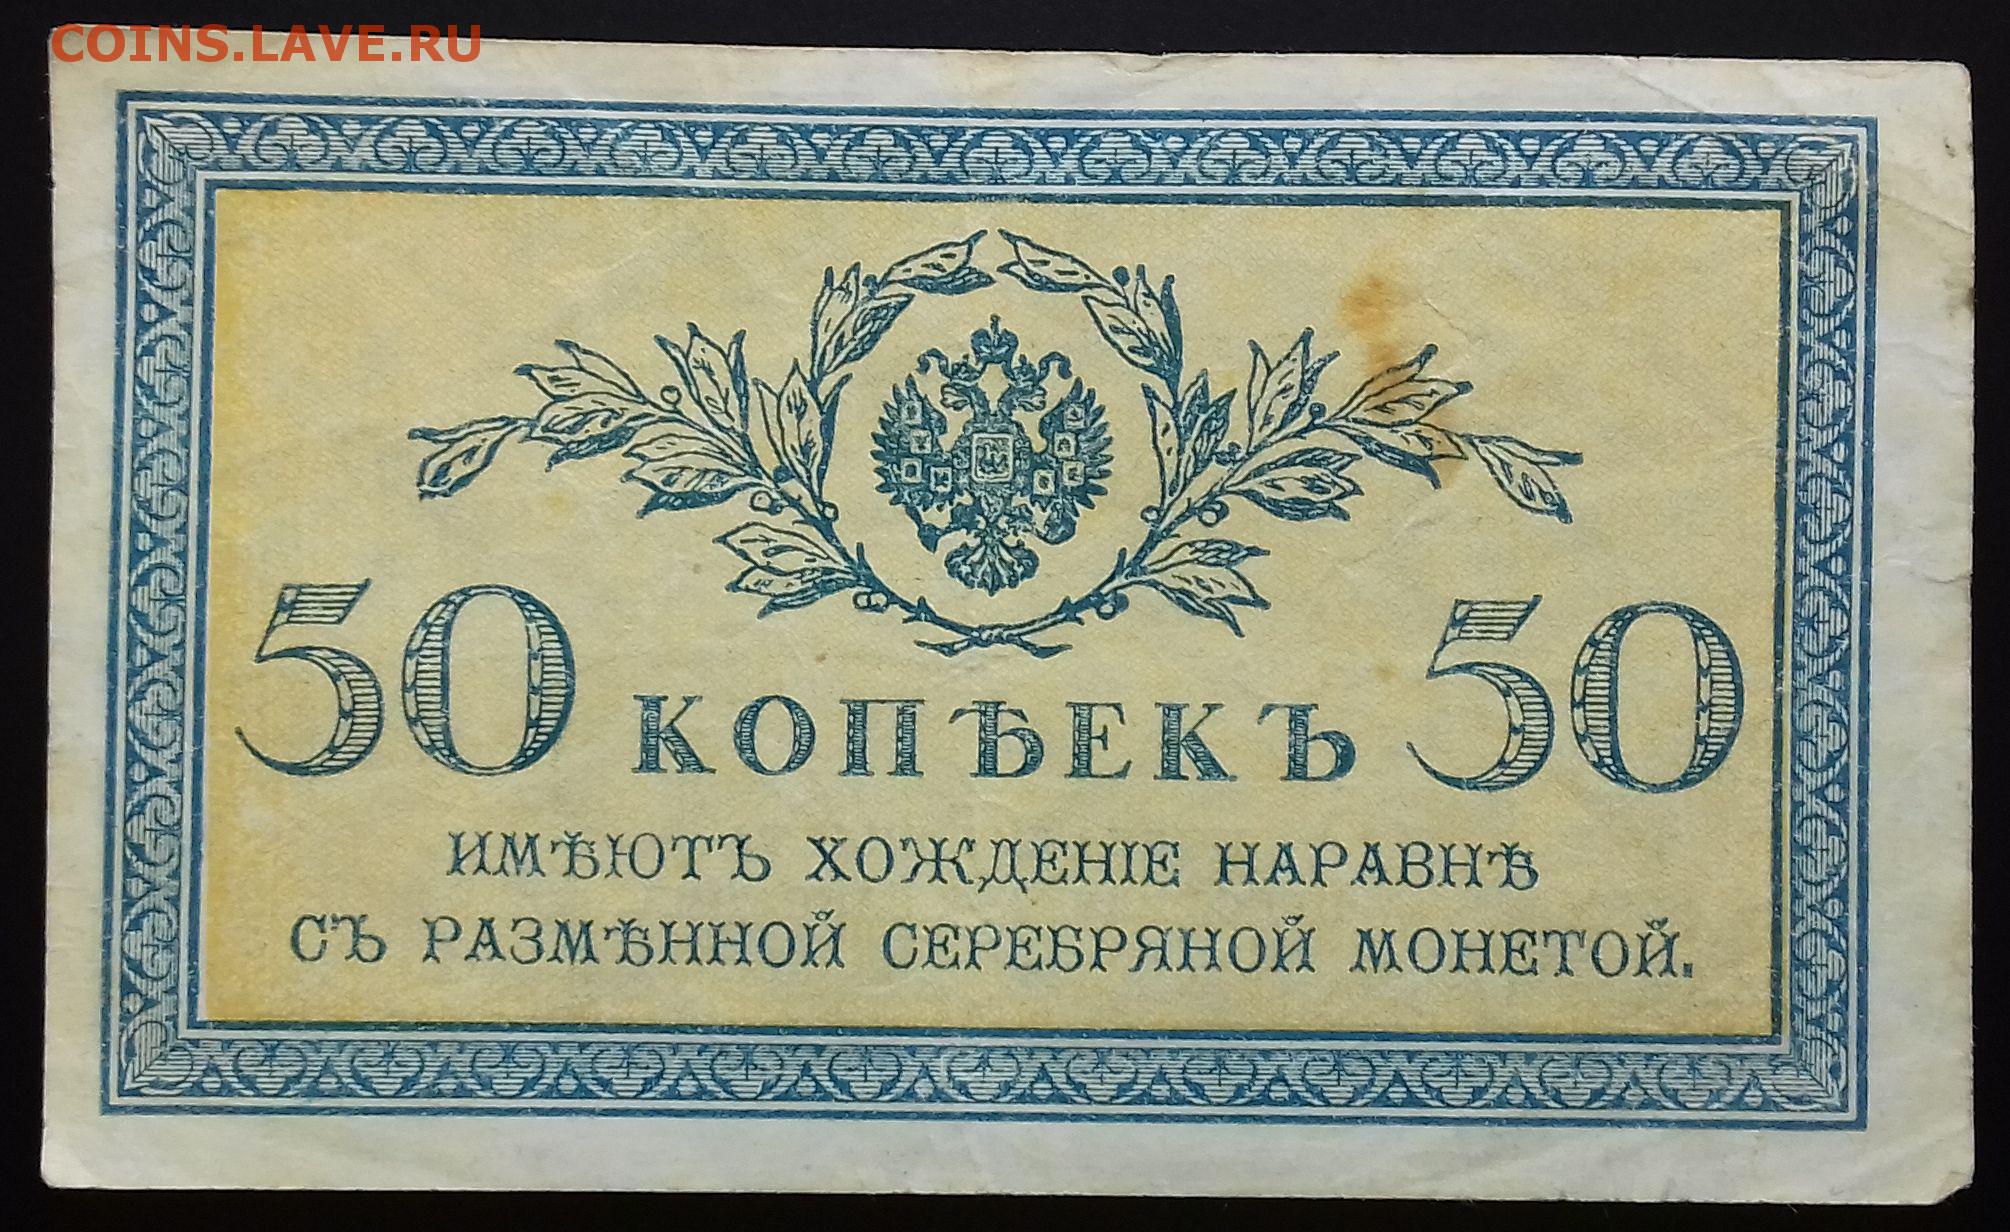 COINS.LAVE.RU
50 КОПѢЕКЪ 50
ИМѢЮТЪ ХОЖДЕНІЕ НАРАВНѢ
СЪ РАЗМѢННОЙ СЕРЕБРЯНОЙ МОНЕТОЙ.